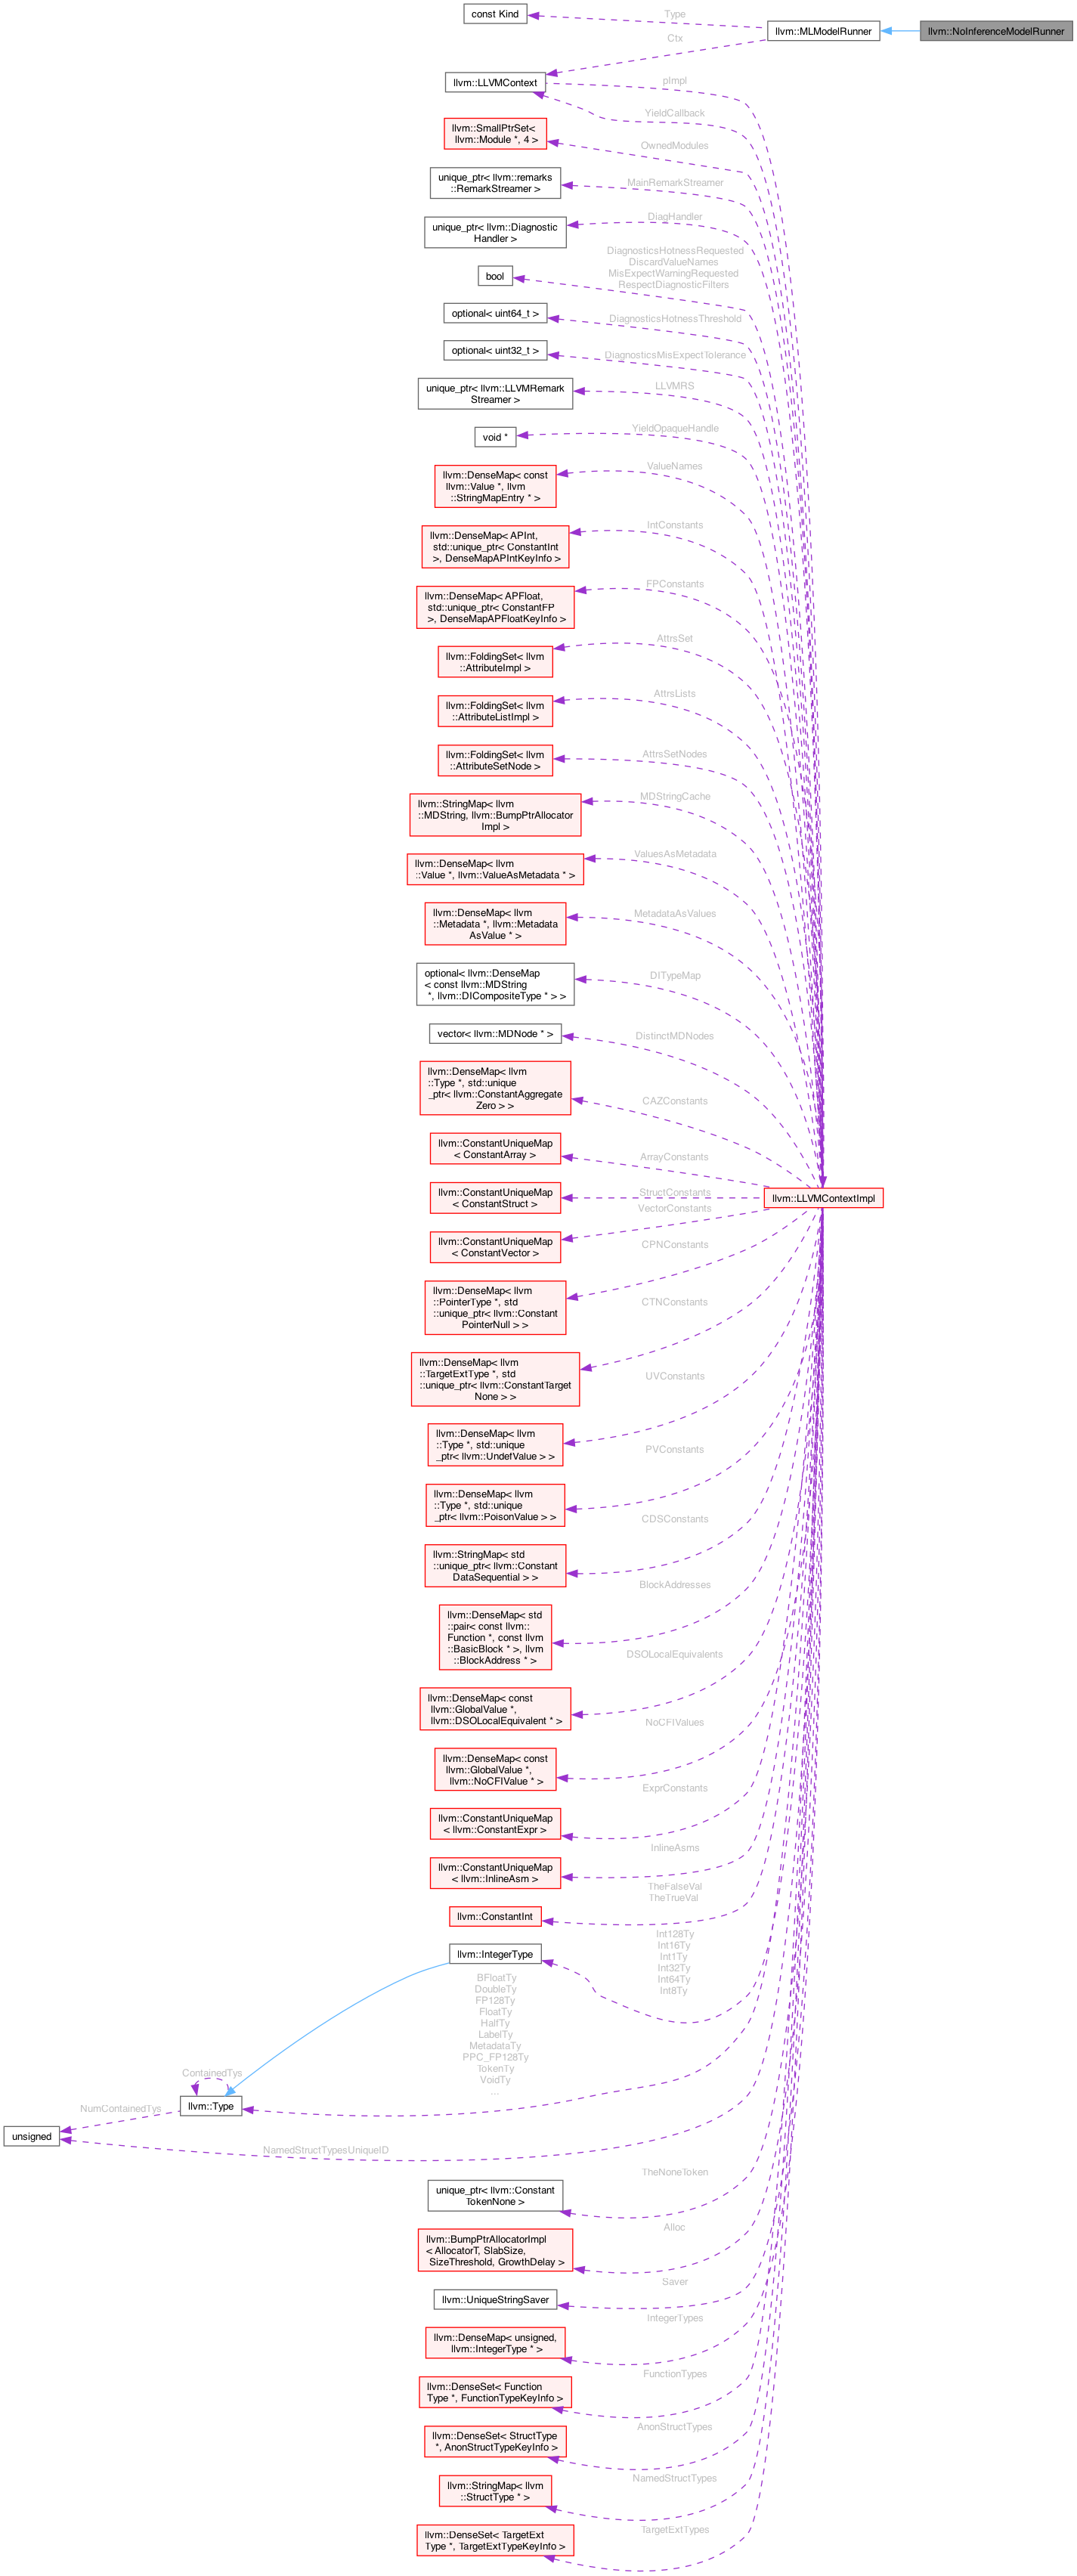 const Kind
Type
llvm::MLModelRunner
llvm::NoInferenceModelRunner
Ctx
llvm::LLVMContext
pImpl
YieldCallback
llvm::SmallPtrSet<
llvm::Module *, 4 >
OwnedModules
unique_ptr< llvm::remarks
::RemarkStreamer >
MainRemarkStreamer
unique_ptr< llvm::Diagnostic
Handler >
DiagHandler
DiagnosticsHotnessRequested
DiscardValueNames
MisExpectWarningRequested
RespectDiagnosticFilters
bool
optional< uint64_t >
DiagnosticsHotnessThreshold
optional< uint32_t >
DiagnosticsMisExpectTolerance
unique_ptr< llvm::LLVMRemark
Streamer >
LLVMRS
void *
YieldOpaqueHandle
llvm::DenseMap< const
llvm::Value *, llvm
::StringMapEntry * >
ValueNames
llvm::DenseMap< APInt,
std::unique_ptr< ConstantInt
>, DenseMapAPIntKeyInfo >
IntConstants
llvm::DenseMap< APFloat,
std::unique_ptr< ConstantFP
>, DenseMapAPFloatKeyInfo >
FPConstants
llvm::FoldingSet< llvm
::AttributeImpl >
AttrsSet
llvm::FoldingSet< llvm
::AttributeListImpl >
AttrsLists
llvm::FoldingSet< llvm
::AttributeSetNode >
AttrsSetNodes
llvm::StringMap< llvm
::MDString, llvm::BumpPtrAllocator
Impl >
MDStringCache
llvm::DenseMap< llvm
::Value *, llvm::ValueAsMetadata * >
ValuesAsMetadata
llvm::DenseMap< llvm
::Metadata *, llvm::Metadata
AsValue * >
MetadataAsValues
optional< llvm::DenseMap
< const llvm::MDString
*, llvm::DICompositeType * > >
DITypeMap
vector< llvm::MDNode * >
DistinctMDNodes
llvm::DenseMap< llvm
::Type *, std::unique
_ptr< llvm::ConstantAggregate
Zero > >
CAZConstants
llvm::ConstantUniqueMap
< ConstantArray >
ArrayConstants
llvm::LLVMContextImpl
llvm::ConstantUniqueMap
< ConstantStruct >
StructConstants
VectorConstants
llvm::ConstantUniqueMap
< ConstantVector >
CPNConstants
llvm::DenseMap< llvm
::PointerType *, std
::unique_ptr< llvm::Constant
PointerNull > >
CTNConstants
llvm::DenseMap< llvm
::TargetExtType *, std
::unique_ptr< llvm::ConstantTarget
None > >
UVConstants
llvm::DenseMap< llvm
::Type *, std::unique
_ptr< llvm::UndefValue > >
PVConstants
llvm::DenseMap< llvm
::Type *, std::unique
_ptr< llvm::PoisonValue > >
CDSConstants
llvm::StringMap< std
::unique_ptr< llvm::Constant
DataSequential > >
BlockAddresses
llvm::DenseMap< std
::pair< const llvm::
Function *, const llvm
::BasicBlock * >, llvm
::BlockAddress * >
DSOLocalEquivalents
llvm::DenseMap< const
llvm::GlobalValue *,
llvm::DSOLocalEquivalent * >
NoCFIValues
llvm::DenseMap< const
llvm::GlobalValue *,
llvm::NoCFIValue * >
ExprConstants
llvm::ConstantUniqueMap
< llvm::ConstantExpr >
InlineAsms
llvm::ConstantUniqueMap
< llvm::InlineAsm >
TheFalseVal
TheTrueVal
llvm::ConstantInt
Int128Ty
Int16Ty
Int1Ty
Int32Ty
Int64Ty
Int8Ty
llvm::IntegerType
BFloatTy
DoubleTy
FP128Ty
FloatTy
HalfTy
LabelTy
MetadataTy
PPC_FP128Ty
TokenTy
VoidTy
...
ContainedTys
llvm::Type
NumContainedTys
unsigned
NamedStructTypesUniqueID
TheNoneToken
unique_ptr< llvm::Constant
TokenNone >
Alloc
llvm::BumpPtrAllocatorImpl
< AllocatorT, SlabSize,
SizeThreshold, GrowthDelay >
Saver
llvm::UniqueStringSaver
IntegerTypes
llvm::DenseMap< unsigned,
llvm::IntegerType * >
FunctionTypes
llvm::DenseSet< Function
Type *, FunctionTypeKeyInfo >
AnonStructTypes
llvm::DenseSet< StructType
*, AnonStructTypeKeyInfo >
NamedStructTypes
llvm::StringMap< llvm
::StructType * >
TargetExtTypes
llvm::DenseSet< TargetExt
Type *, TargetExtTypeKeyInfo >